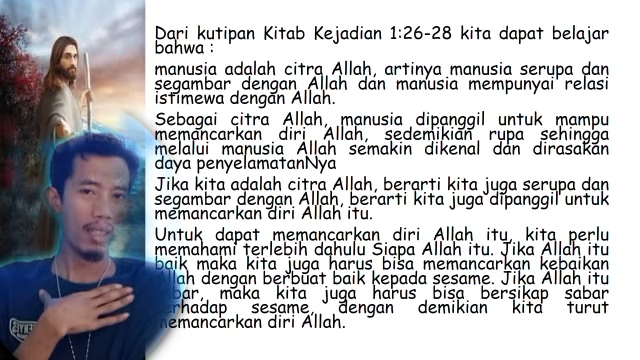 Dari kutipan Kitab Kejadian 1:26-28 kita dapat belajar
bahwa :
manusia adalah citra Allah, artinya manusia serupa dan
segambar dengan Allah dan manusia mempunyai relasi
istimewa dengan Allah.
Sebagai citra Allah, manusia dipanggil untuk mampu
memancarkan diri Allah, sedemikian rupa sehingga
melalui manusia Allah semakin dikenal dan dirasakan
daya penyelamatanNya
Jika kita adalah citra Allah, berarti kita juga serupa dan
segambar dengan Allah, berarti kita juga dipanggil untuk
memancarkan diri Allah itu.
Untuk dapat memancarkan diri Allah itu, kita perlu
memahami terlebih dahulu Siapa Allah itu. Jika Allah itu
baik maka kita juga harus bisa memancarkan kebaikan
Allah dengan berbuat baik kepada sesame. Jika Allah itu
maka kita juga harus bisa bersikap sabar
sesame, dengan demikian kita turut
memancarkan diri Allah.